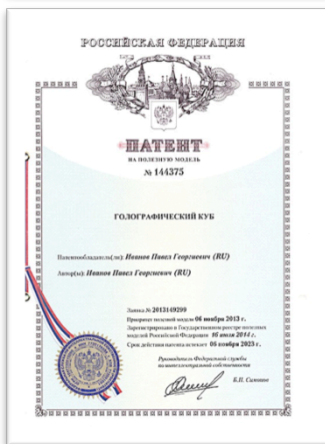 РОССИЙСКАЯ ФЕДЕРАЦИЯ
ПАТЕНТ
НА ПОЛЕЗНУЮ МОДЕЛЬ
№ 144375
ГОЛОГРАФИЧЕСКИЙ КУБ
Патентообладатель(ли): Иванов Павел Георгиевич (RU)
Автор(ы): Иванов Павел Георгиевич (RU)
Заявка № 2013149299
Приоритет полезной модели 06 ноября 2013 г.
Зарегистрировано в Государственном реестре полезных
моделей Российской Федерации 16 июля 2014 г.
Срок действия патента истекает 06 ноября 2023 г.
Руководитель Федеральной службы
по интеллектуальной собственности
Б.П. Симонов